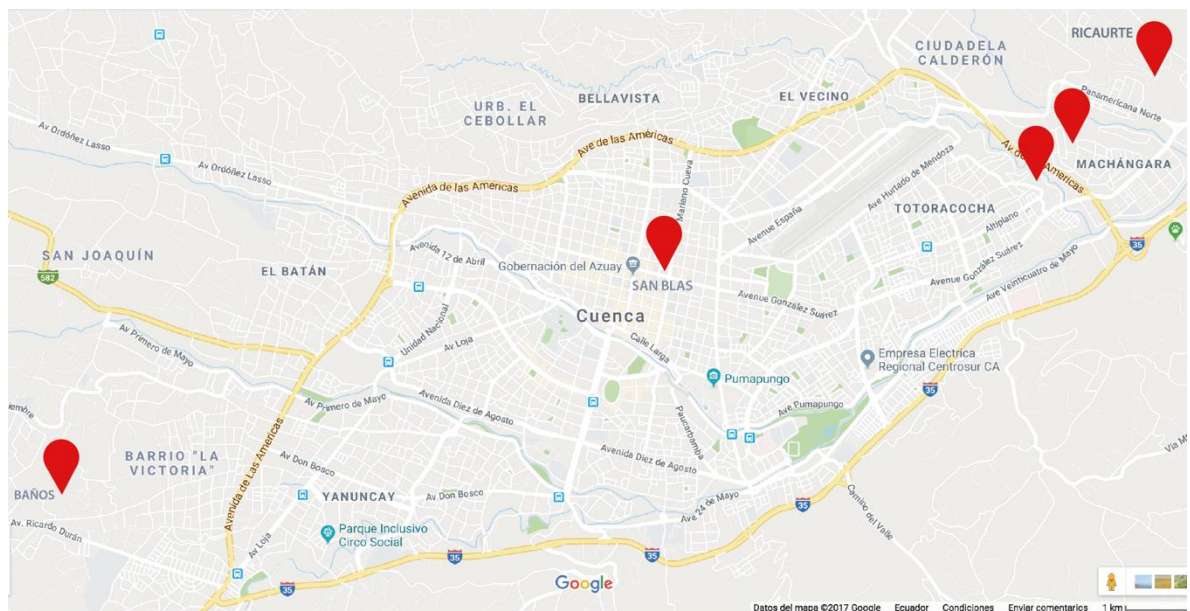 RICAURTE
CIUDADELA
CALDERÓN
Panamericana Norte
EL VECINO
BELLAVISTA
URB. EL
CEBOLLAR
Av Ordóñez Lasso
Av Ordóñez Lasso
Ave de las Américas
Avenida de las Americas
Mariano Cueva
Ave Hurtado de Mendoza
MACHÁNGARA
TOTORACOCHA
Avenue España
Altiplano
SAN JOAQUÍN
582
EL BATÁN
Avenida 12 de Abril
Gobernación del Azuay
SAN BLAS
Avenue González Suárez
Avenue González Suárez
Ave Veinticuatro de Mayo
35
Cuenca
Unidad Nacional
Av Loja
Calle Larga
Av Primero de Mayo
Av Primero de Mayo
Empresa Electrica
Regional Centrosur CA
Pumapungo
Ave Pumapungo
35
Avenida Diez de Agosto
Paucarbamba
Avenida Diez de Agosto
Avenida de Las Américas
BARRIO "LA
VICTORIA"
BAÑOS
Av Don Bosco
Av Don Bosco
YANUNCAY
Ave 24 de Mayo
35
Camino del Valle
Av. Ricardo Durán
Av Loja
Parque Inclusivo
Circo Social
35
35
Google
Datos del mapa ©2017 Google Ecuador Condiciones Enviar comentarios 1 km